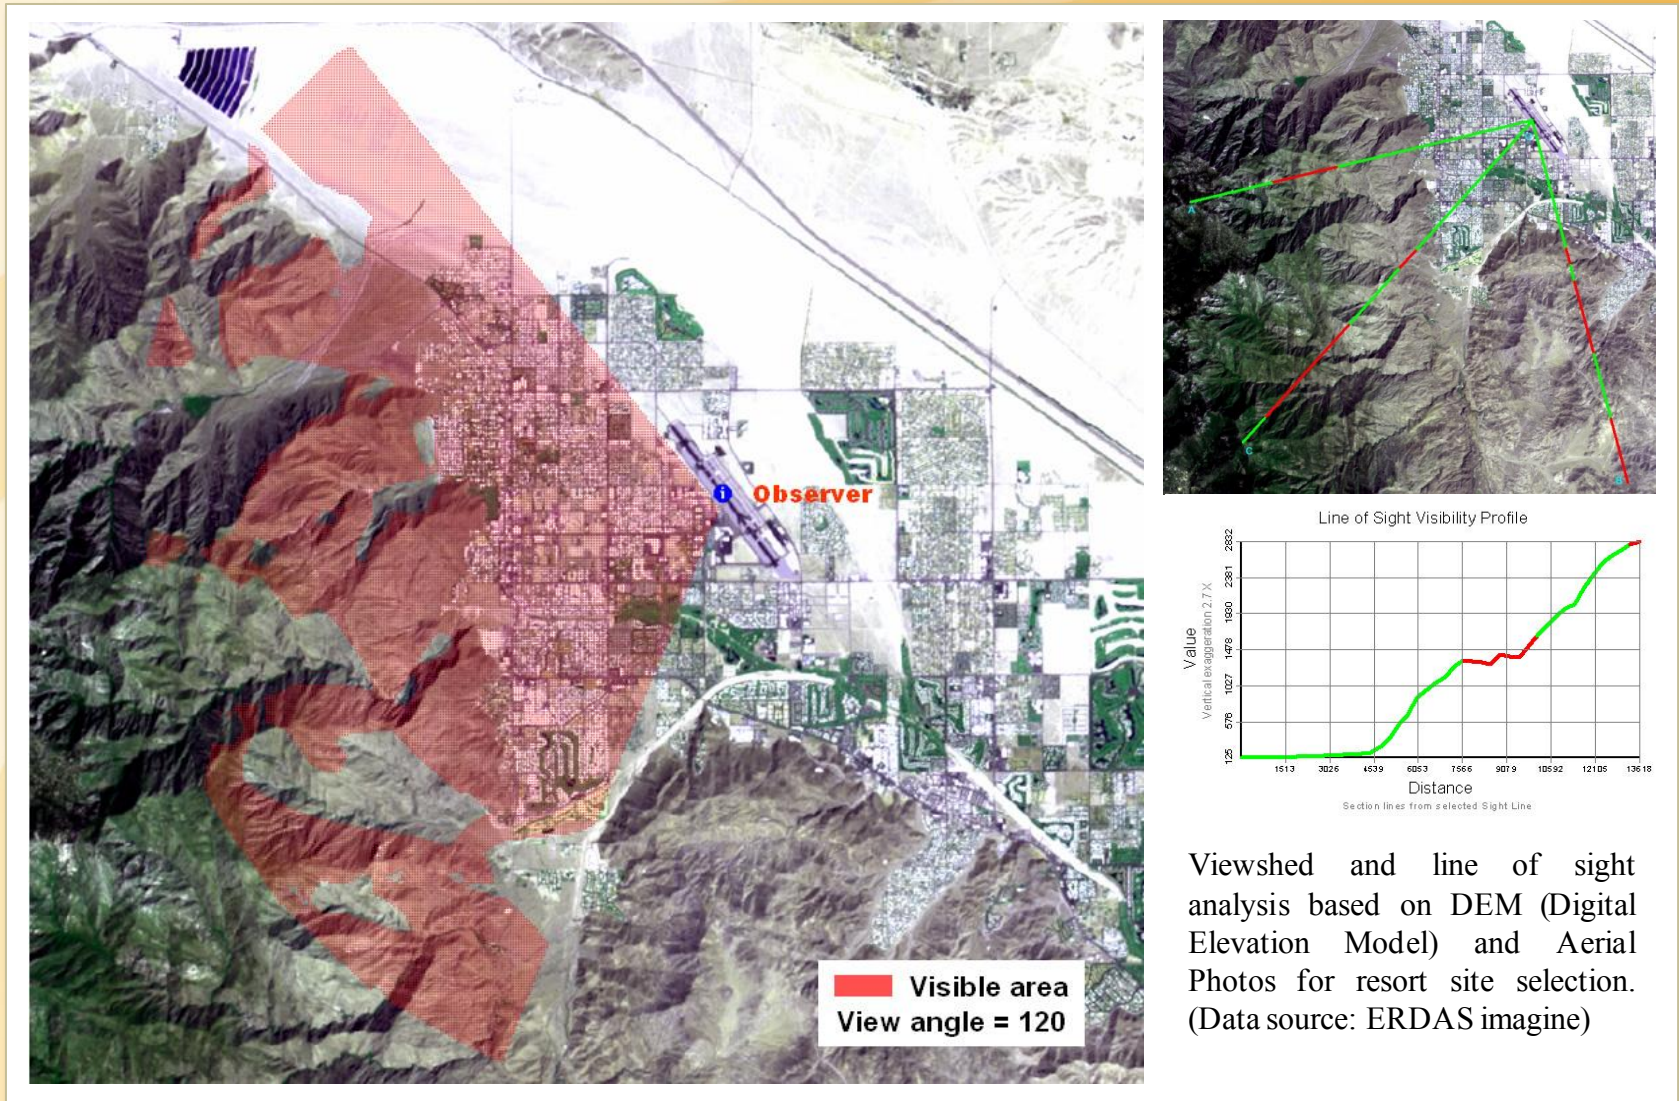 i
Observer
Visible area
View angle = 120
A
B
C
Line of Sight Visibility Profile
Value
Vertical exaggeration 2.7 X
2832
2381
1930
1478
1027
576
125
1513 3026 4539 6053 7566 9079 10592 12105 13618
Distance
Section lines from selected Sight Line
Viewshed and line of sight
analysis based on DEM (Digital
Elevation Model) and Aerial
Photos for resort site selection.
(Data source: ERDAS imagine)